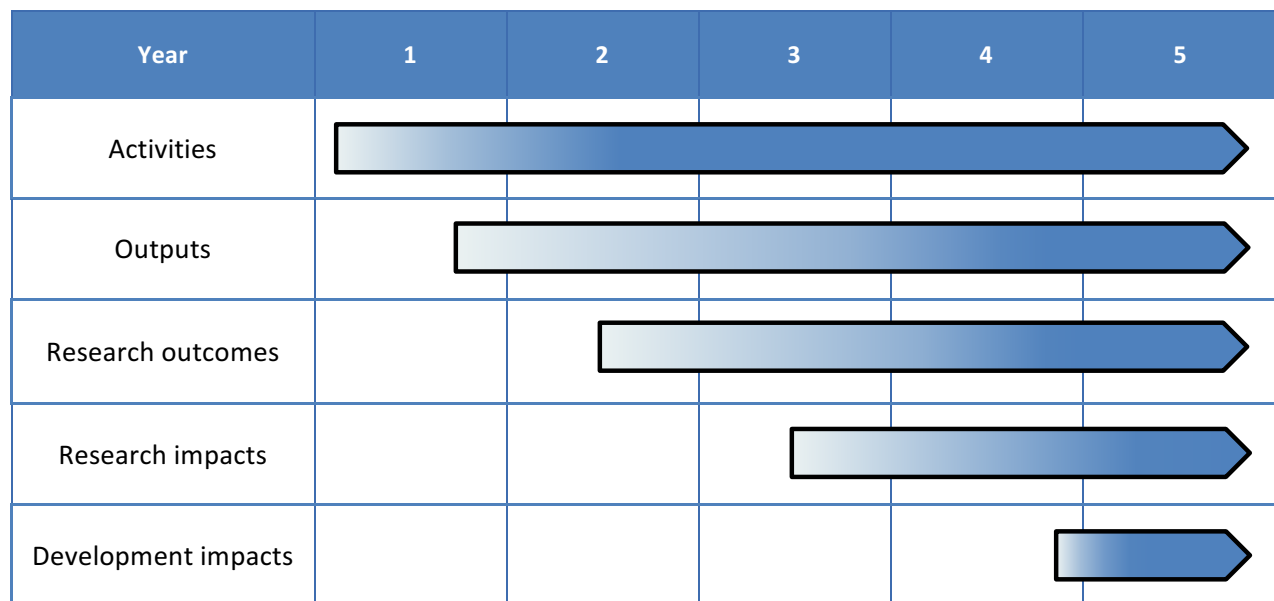 Year 1 2 3 4 5
Activities
Outputs
Research outcomes
Research impacts
Development impacts